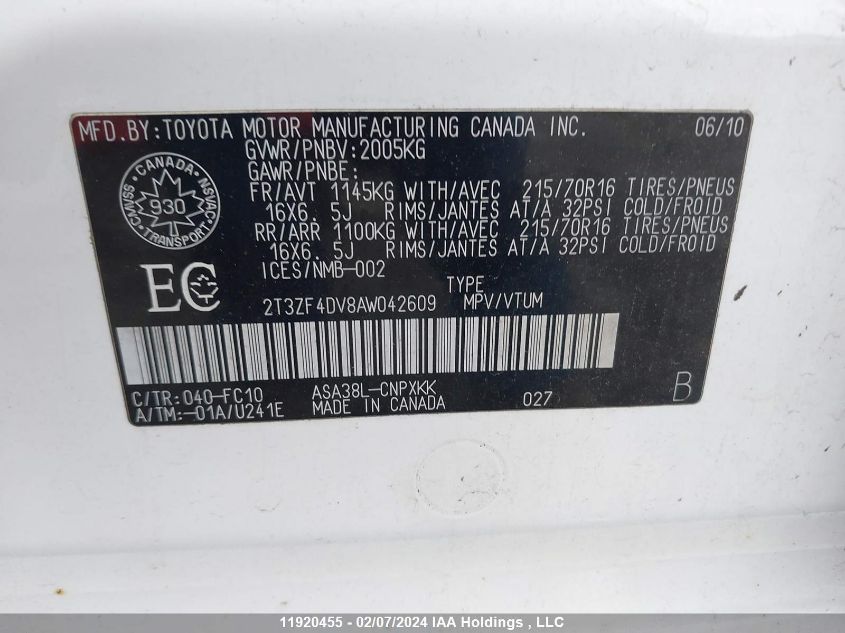 MFD.BY:TOYOTA MOTOR MANUFACTURING CANADA INC. 06/10
GVWR/PNBV:2005KG
GAWR/PNBE:
FR/AVT 1145KG WITH/AVEC 215/70R16 TIRES/PNEUS
16X6.5J RIMS/JANTES AT/A 32PSI COLD/FROID
RR/ARR 1100KG WITH/AVEC 215/70R16 TIRES/PNEUS
16X6.5J RIMS/JANTES AT/A 32PSI COLD/FROID
CANADA
CMVSS
NSVAC
930
TRANSPORT
ICES/NMB-002
EC
TYPE
2T3ZF4DV8AW042609 MPV/VTUM
C/TR:040-FC10 ASA38L-CNPXKK
A/TM:-01A/U241E MADE IN CANADA 027 B
11920455 - 02/07/2024 IAA Holdings , LLC